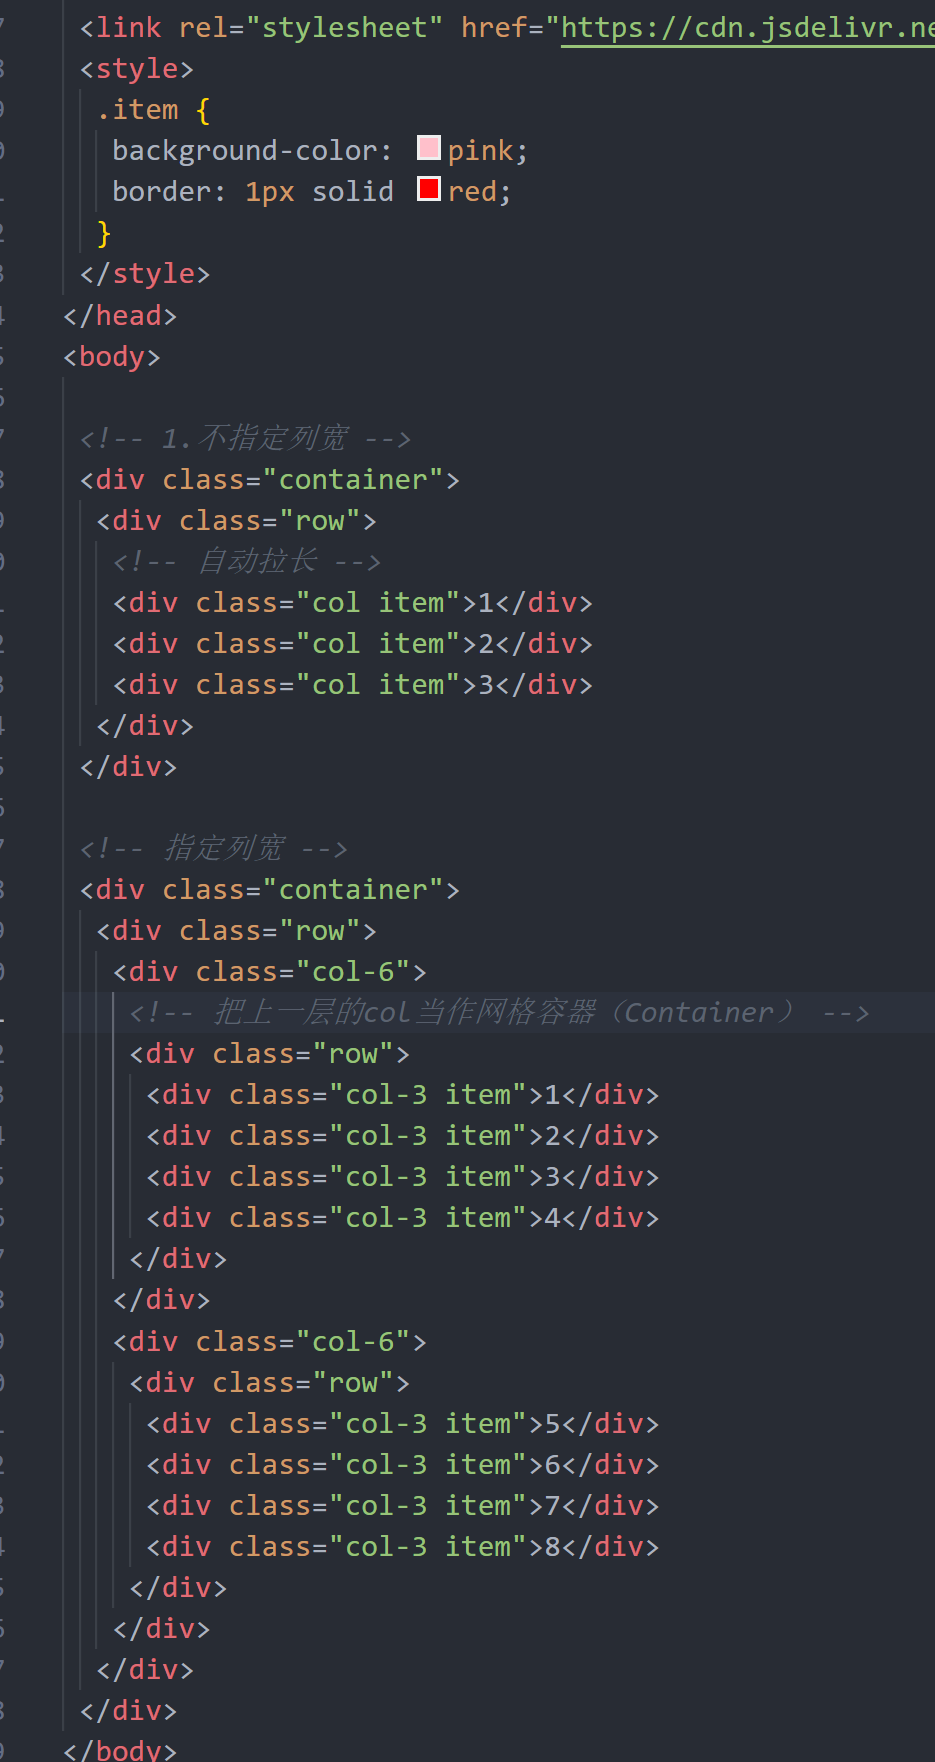 <link rel="stylesheet" href="https://cdn.jsdelivr.ne
<style>
.item {
background-color: pink;
border: 1px solid red;
}
</style>
</head>
<body>
<!-- 1.不指定列宽 -->
<div class="container">
<div class="row">
<!-- 自动拉长 -->
<div class="col item">1</div>
<div class="col item">2</div>
<div class="col item">3</div>
</div>
</div>
<!-- 指定列宽 -->
<div class="container">
<div class="row">
<div class="col-6">
<!-- 把上一层的col当作网格容器（Container） -->
<div class="row">
<div class="col-3 item">1</div>
<div class="col-3 item">2</div>
<div class="col-3 item">3</div>
<div class="col-3 item">4</div>
</div>
</div>
<div class="col-6">
<div class="row">
<div class="col-3 item">5</div>
<div class="col-3 item">6</div>
<div class="col-3 item">7</div>
<div class="col-3 item">8</div>
</div>
</div>
</div>
</div>
</body>